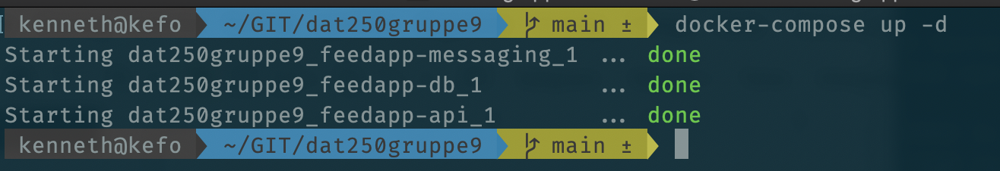 kenneth@kefo ~/GIT/dat250gruppe9 main ± docker-compose up -d
Starting dat250gruppe9_feedapp-messaging_1 ... done
Starting dat250gruppe9_feedapp-db_1 ... done
Starting dat250gruppe9_feedapp-api_1 ... done
kenneth@kefo ~/GIT/dat250gruppe9 main ±